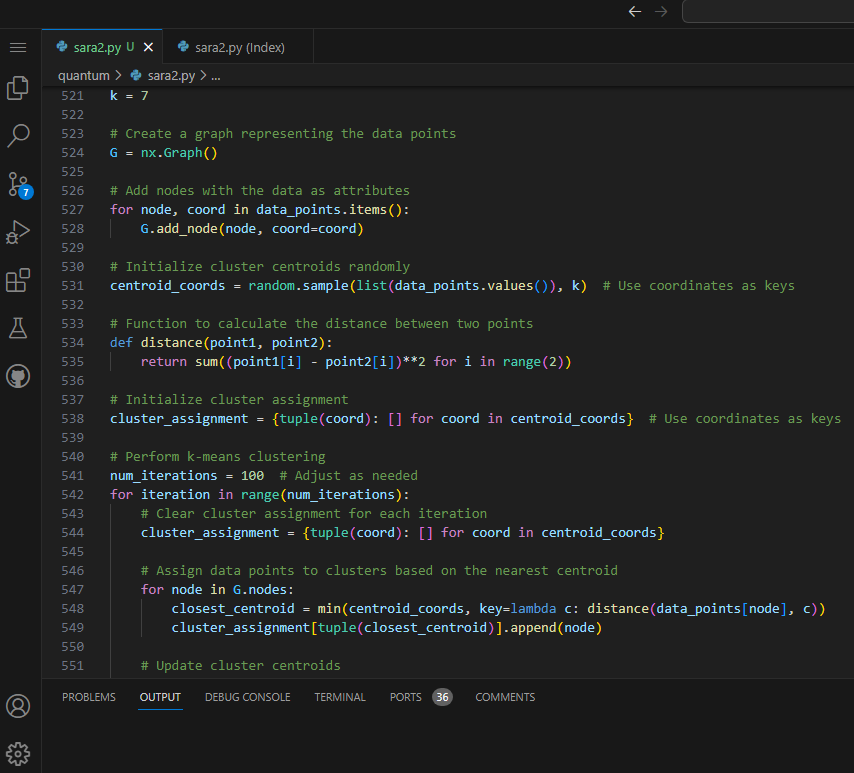 sara2.py U
sara2.py (Index)
quantum > sara2.py > ...
521 k = 7
522
523 # Create a graph representing the data points
524 G = nx.Graph()
525
526 # Add nodes with the data as attributes
527 for node, coord in data_points.items():
528     G.add_node(node, coord=coord)
529
530 # Initialize cluster centroids randomly
531 centroid_coords = random.sample(list(data_points.values()), k)  # Use coordinates as keys
532
533 # Function to calculate the distance between two points
534 def distance(point1, point2):
535     return sum((point1[i] - point2[i])**2 for i in range(2))
536
537 # Initialize cluster assignment
538 cluster_assignment = {tuple(coord): [] for coord in centroid_coords}  # Use coordinates as keys
539
540 # Perform k-means clustering
541 num_iterations = 100  # Adjust as needed
542 for iteration in range(num_iterations):
543     # Clear cluster assignment for each iteration
544     cluster_assignment = {tuple(coord): [] for coord in centroid_coords}
545
546     # Assign data points to clusters based on the nearest centroid
547     for node in G.nodes:
548         closest_centroid = min(centroid_coords, key=lambda c: distance(data_points[node], c))
549         cluster_assignment[tuple(closest_centroid)].append(node)
550
551     # Update cluster centroids
7
PROBLEMS OUTPUT DEBUG CONSOLE TERMINAL PORTS 36 COMMENTS